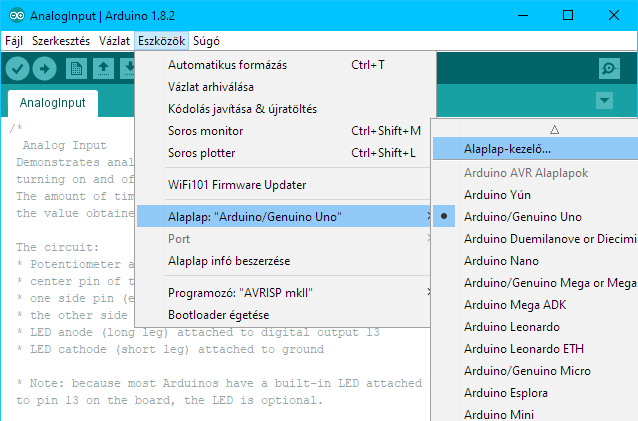 AnalogInput | Arduino 1.8.2
Fájl Szerkesztés Vázlat Eszközök Súgó
AnalogInput
/*
Analog Input
Demonstrates anal
turning on and of
The amount of tim
the value obtaine
The circuit:
* Potentiometer a
* center pin of t
* one side pin (e
* the other side
* LED anode (long leg) attached to digital output 13
* LED cathode (short leg) attached to ground
* Note: because most Arduinos have a built-in LED attached
to pin 13 on the board, the LED is optional.
Automatikus formázás Ctrl+T
Vázlat arhiválása
Kódolás javítása & újratöltés
Soros monitor Ctrl+Shift+M
Soros plotter Ctrl+Shift+L
WiFi101 Firmware Updater
Alaplap: "Arduino/Genuino Uno"
Port
Alaplap infó beszerzése
Programozó: "AVRISP mkII"
Bootloader égetése
Alaplap-kezelő...
Arduino AVR Alaplapok
Arduino Yún
Arduino/Genuino Uno
Arduino Duemilanove or Diecimi
Arduino Nano
Arduino/Genuino Mega or Mega
Arduino Mega ADK
Arduino Leonardo
Arduino Leonardo ETH
Arduino/Genuino Micro
Arduino Esplora
Arduino Mini